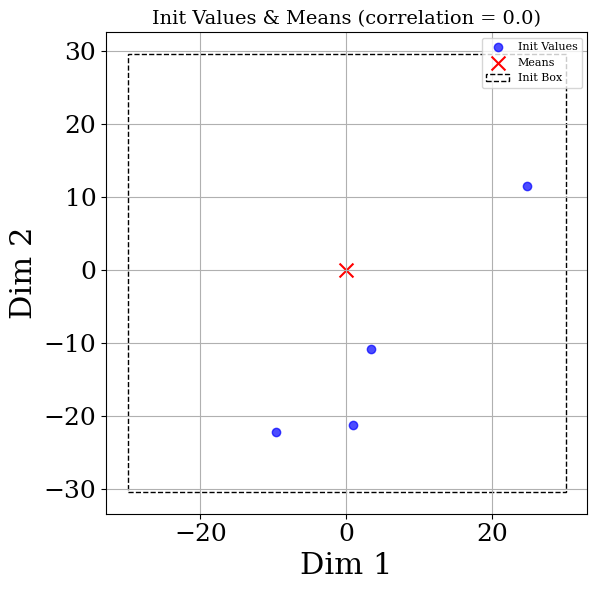 Init Values & Means (correlation = 0.0)
Init Values
Means
Init Box
30
20
10
0
−10
−20
−30
Dim 2
−20
0
20
Dim 1